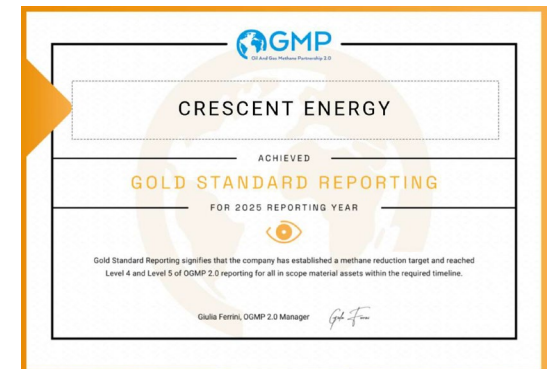 OGMP
Oil And Gas Methane Partnership 2.0
CRESCENT ENERGY
ACHIEVED
GOLD STANDARD REPORTING
FOR 2025 REPORTING YEAR
Gold Standard Reporting signifies that the company has established a methane reduction target and reached
Level 4 and Level 5 of OGMP 2.0 reporting for all in scope material assets within the required timeline.
Giulia Ferrini, OGMP 2.0 Manager